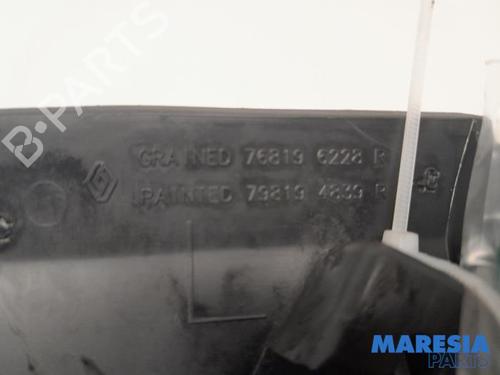 B-PARTS
GRAINED 76819 6228 R
PAINTED 79819 4839 R
MARESIA
PARTS